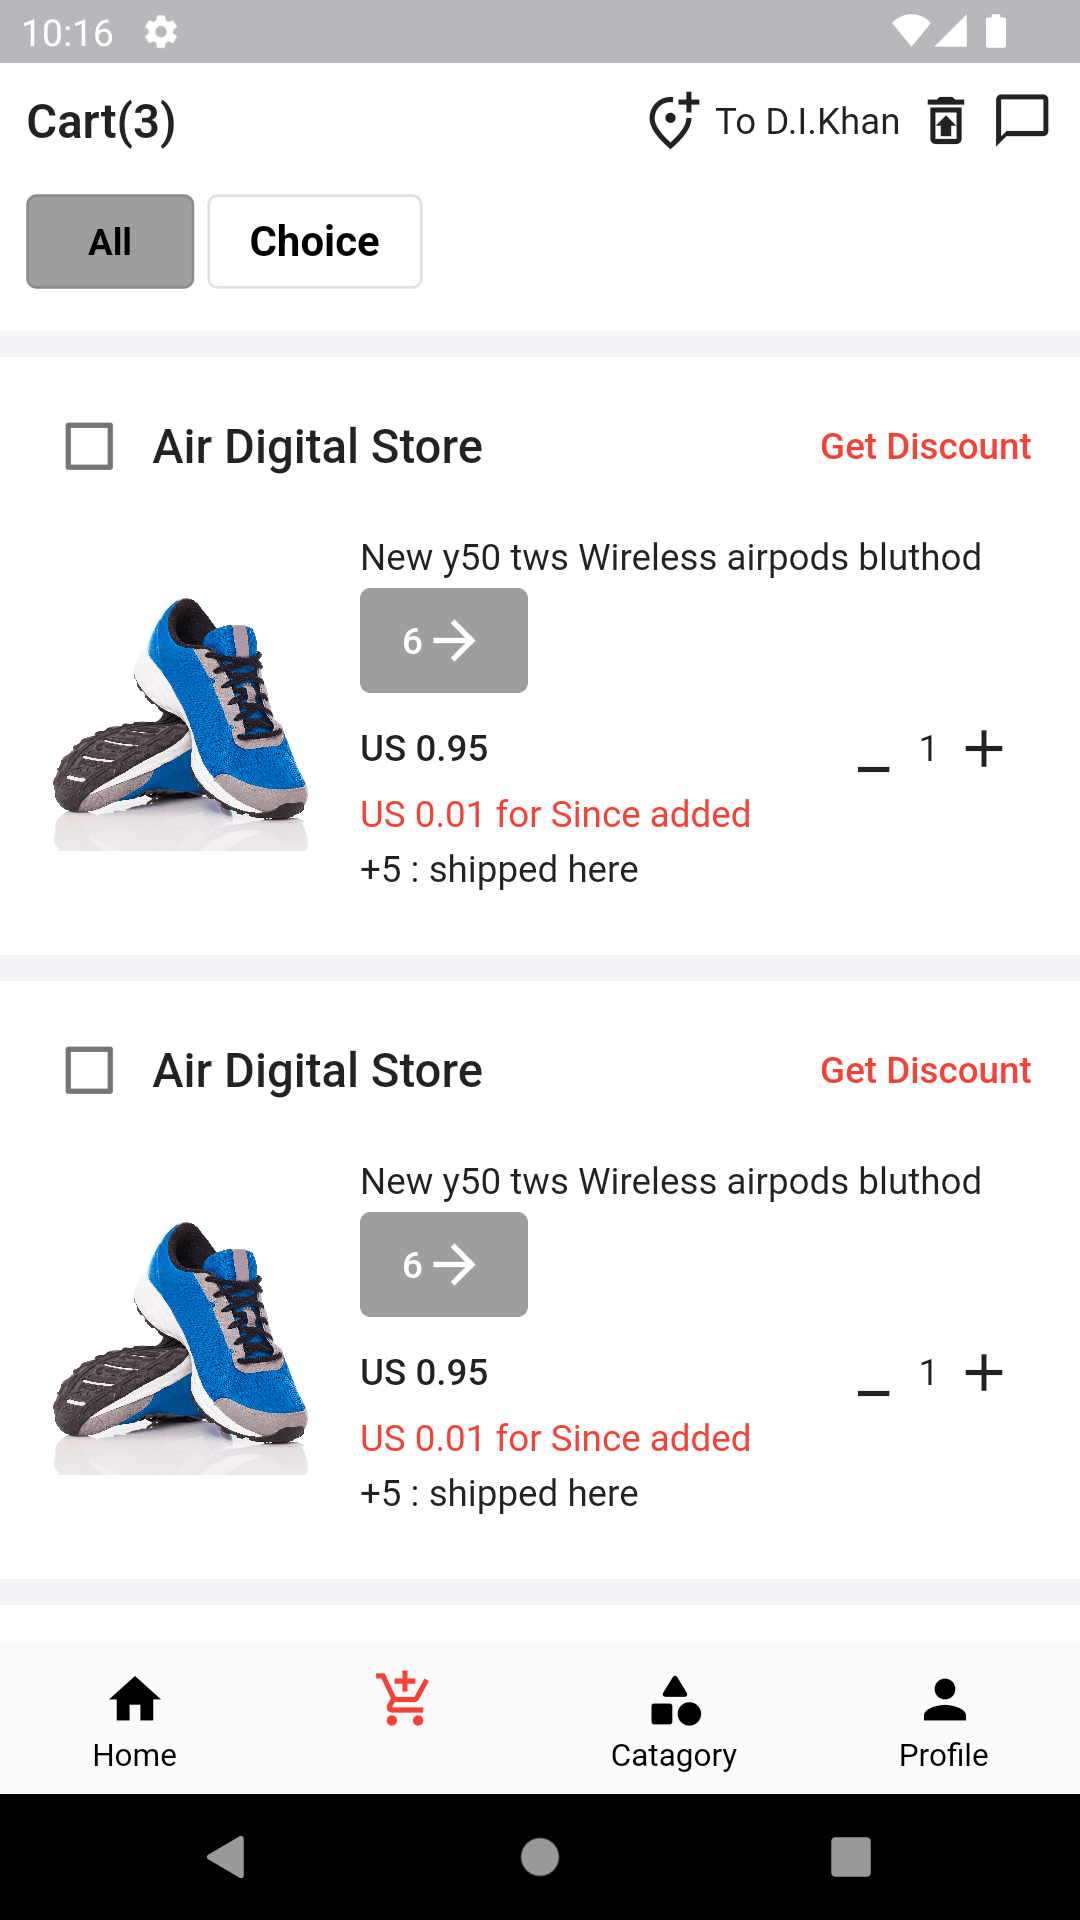 10:16
Cart(3)
To D.I.Khan
All
Choice
Air Digital Store
Get Discount
New y50 tws Wireless airpods bluthod
6
US 0.95
1
US 0.01 for Since added
+5 : shipped here
Air Digital Store
Get Discount
New y50 tws Wireless airpods bluthod
6
US 0.95
1
US 0.01 for Since added
+5 : shipped here
Home
Catagory
Profile